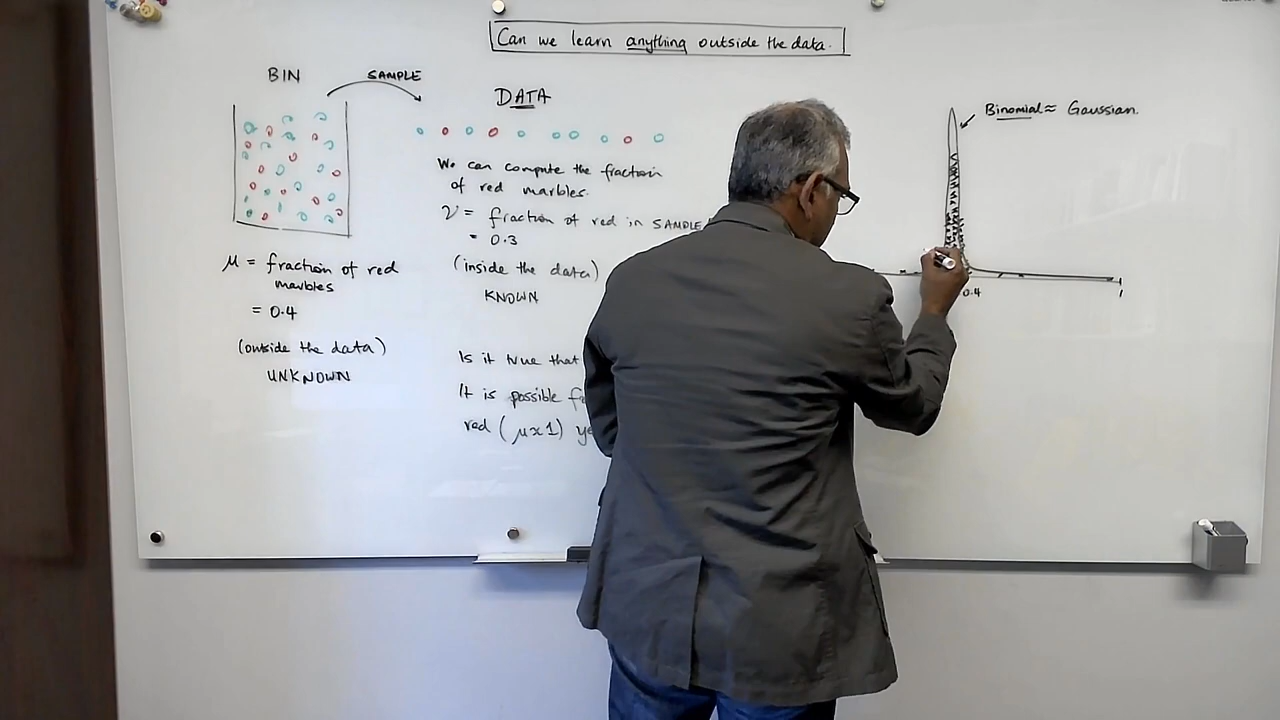 Can we learn anything outside the data.
BIN
SAMPLE
DATA
We can compute the fraction
of red marbles.
ν = fraction of red in SAMPLE
= 0.3
(inside the data)
KNOWN
μ = fraction of red
marbles
= 0.4
(outside the data)
UNKNOWN
Is it true that
It is possible
red (μ≈1)
Binomial ≈ Gaussian.
0.4
1